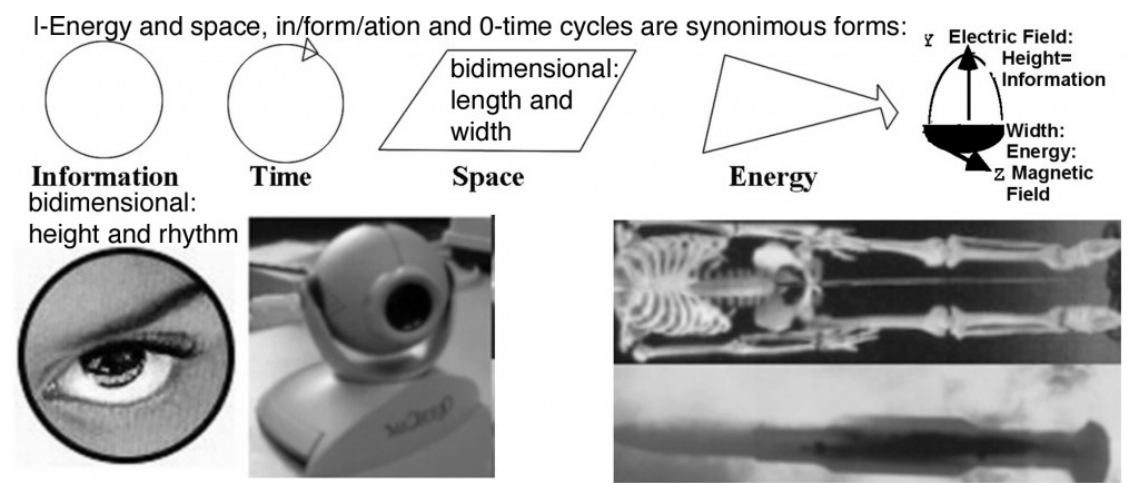 I-Energy and space, in/form/ation and 0-time cycles are synonimous forms:
Y Electric Field:
Height=
Information
bidimensional:
length and
width
Width:
Energy:
Z Magnetic
Field
Information
Time
Space
Energy
bidimensional:
height and rhythm